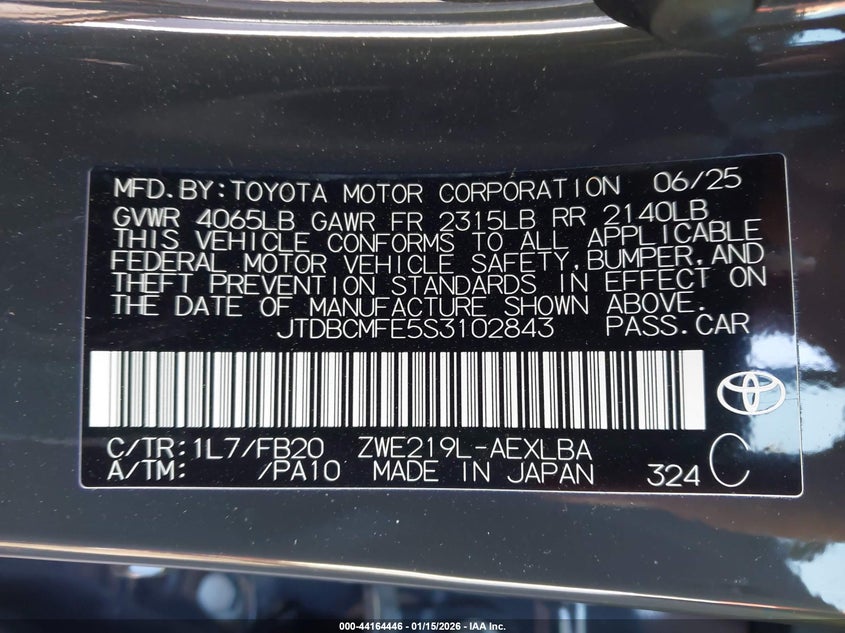 MFD.BY:TOYOTA MOTOR CORPORATION 06/25
GVWR 4065LB GAWR FR 2315LB RR 2140LB
THIS VEHICLE CONFORMS TO ALL APPLICABLE
FEDERAL MOTOR VEHICLE SAFETY,BUMPER,AND
THEFT PREVENTION STANDARDS IN EFFECT ON
THE DATE OF MANUFACTURE SHOWN ABOVE.
JTDBCMFE5S3102843 PASS.CAR
C/TR:1L7/FB20 ZWE219L-AEXLBA
A/TM: /PA10 MADE IN JAPAN 324 C
000-44164446 - 01/15/2026 - IAA Inc.